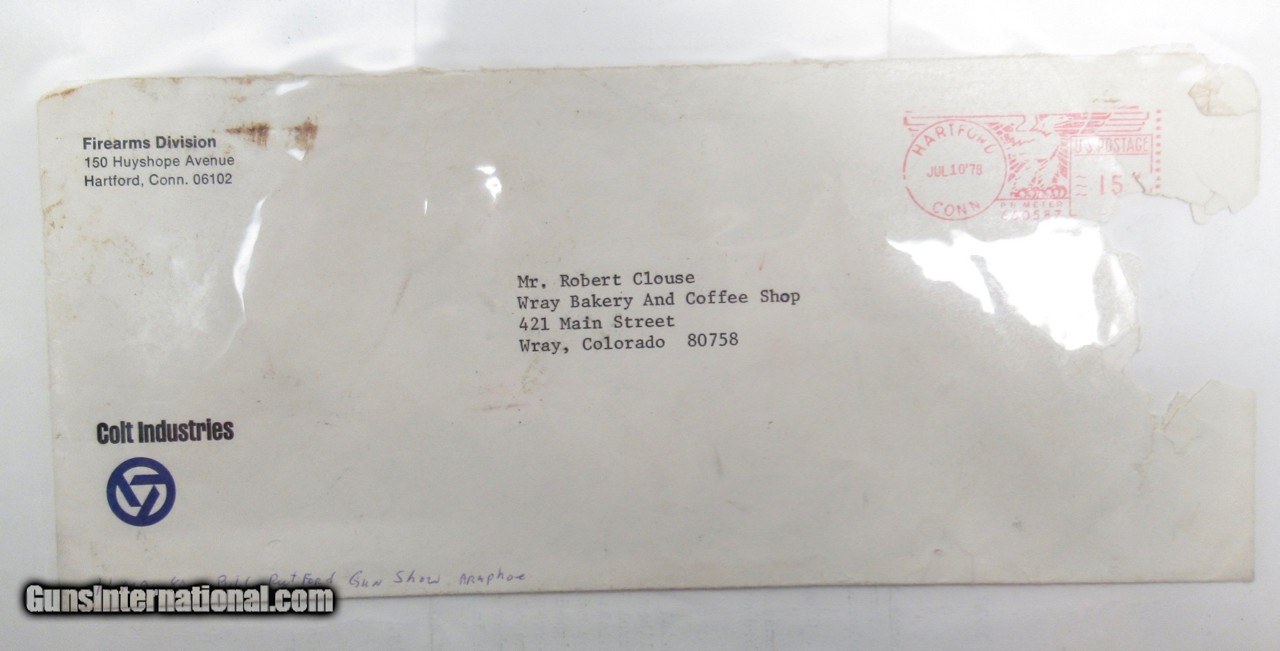 Firearms Division
150 Huyshope Avenue
Hartford, Conn. 06102
HARTFORD
JUL 10 '78
CONN
U.S. POSTAGE
15
P.B. METER
Mr. Robert Clouse
Wray Bakery And Coffee Shop
421 Main Street
Wray, Colorado 80758
Colt Industries
Gun Show
GunsInternational.com